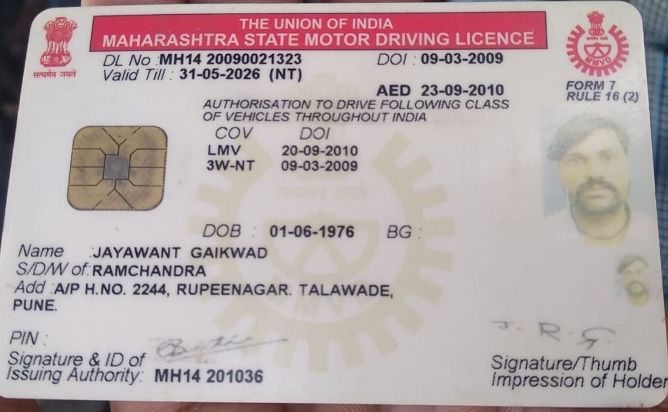 THE UNION OF INDIA
MAHARASHTRA STATE MOTOR DRIVING LICENCE
सत्यमेव जयते
DL No :MH14 20090021323 DOI : 09-03-2009
Valid Till : 31-05-2026 (NT)
AED 23-09-2010
FORM 7
RULE 16 (2)
AUTHORISATION TO DRIVE FOLLOWING CLASS
OF VEHICLES THROUGHOUT INDIA
COV DOI
LMV 20-09-2010
3W-NT 09-03-2009
सत्यमेव जयते
DOB : 01-06-1976 BG :
Name :JAYAWANT GAIKWAD
S/D/W of :RAMCHANDRA
Add :A/P H.NO. 2244, RUPEENAGAR. TALAWADE,
PUNE.
PIN :
J. R. G.
Signature & ID of
Issuing Authority: MH14 201036
Signature/Thumb
Impression of Holder